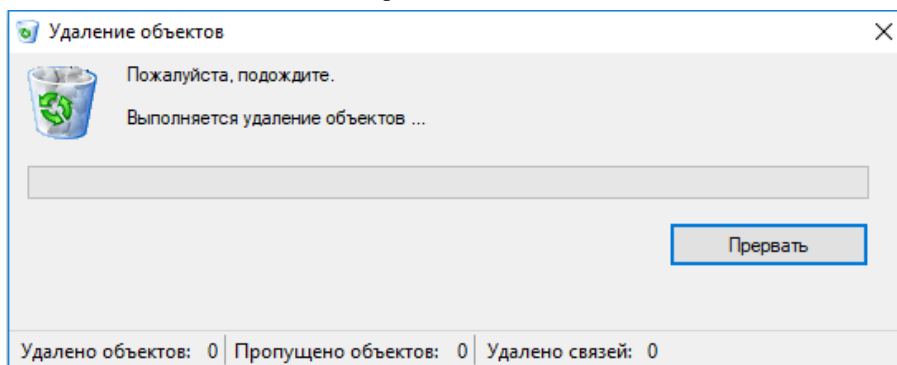 Удаление объектов
Пожалуйста, подождите.
Выполняется удаление объектов ...
Прервать
Удалено объектов: 0 Пропущено объектов: 0 Удалено связей: 0